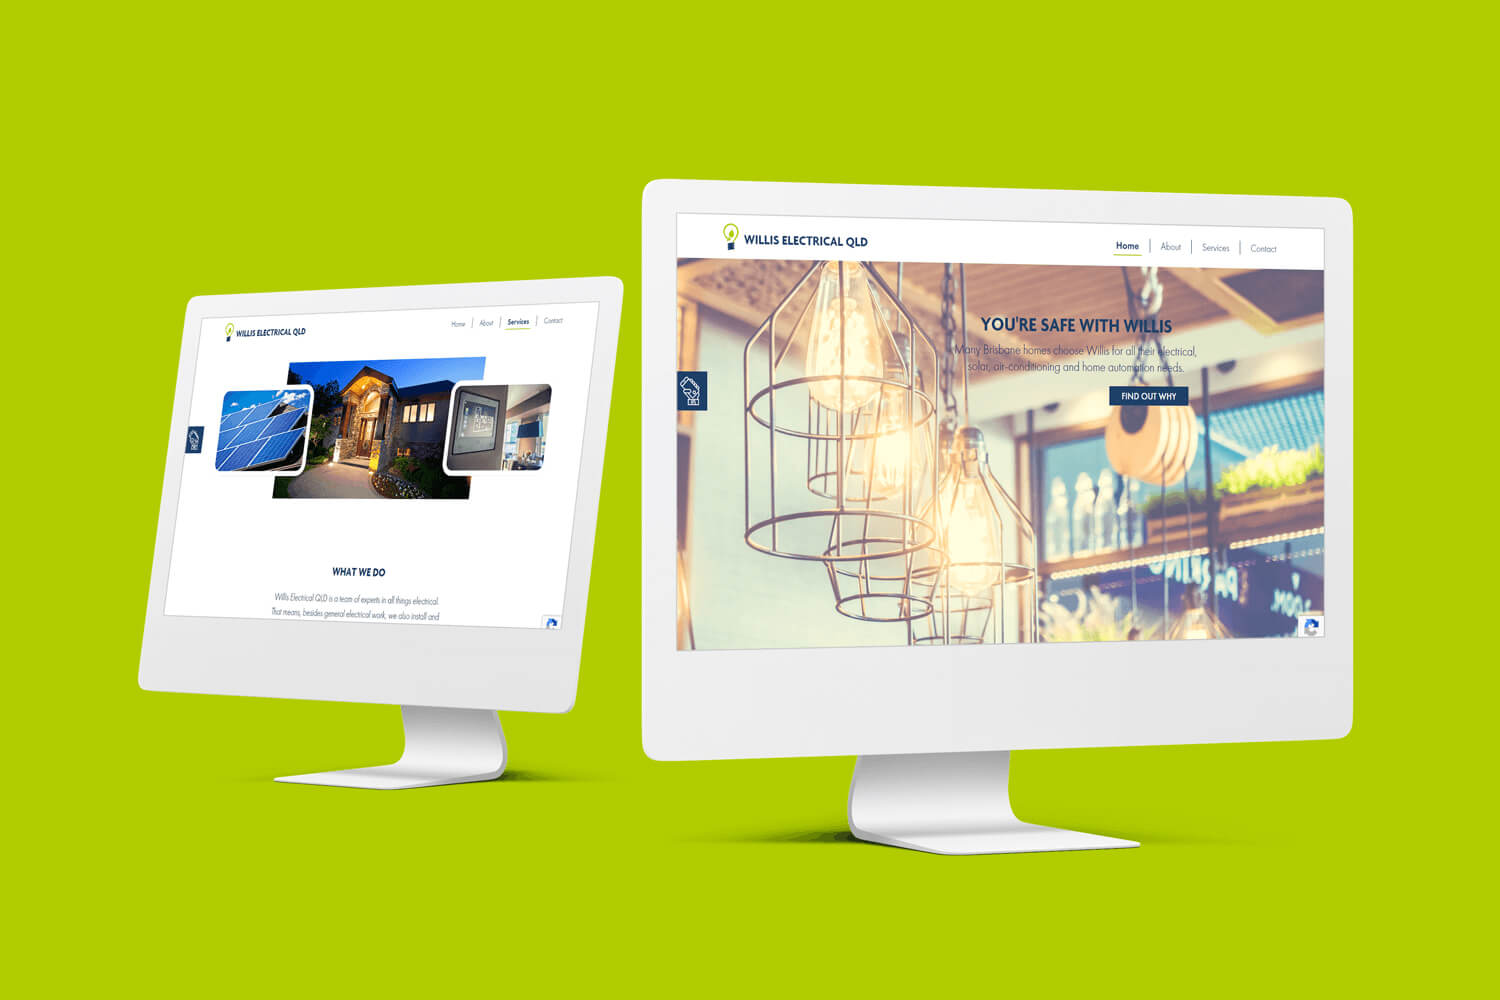 WILLIS ELECTRICAL QLD
Home
About
Services
Contact
WHAT WE DO
Willis Electrical QLD is a team of experts in all things electrical.
That means, besides general electrical work, we also install and
WILLIS ELECTRICAL QLD
Home
About
Services
Contact
YOU'RE SAFE WITH WILLIS
Many Brisbane homes choose Willis for all their electrical,
solar, air-conditioning and home automation needs.
FIND OUT WHY